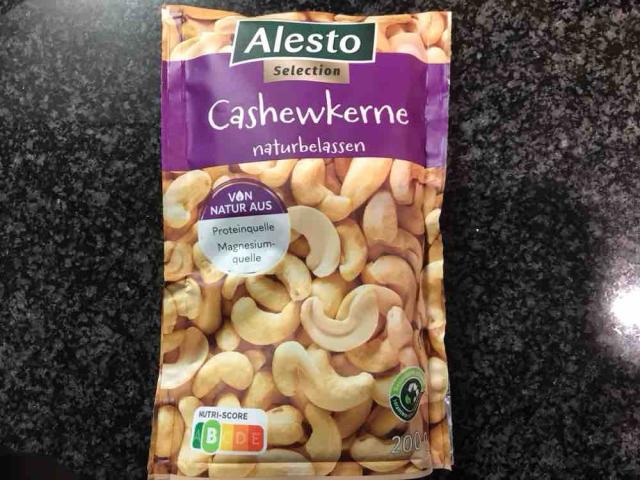 Alesto
Selection
Cashewkerne
naturbelassen
VON
NATUR AUS
Proteinquelle
Magnesium-
quelle
NUTRI-SCORE
A B C D E
200